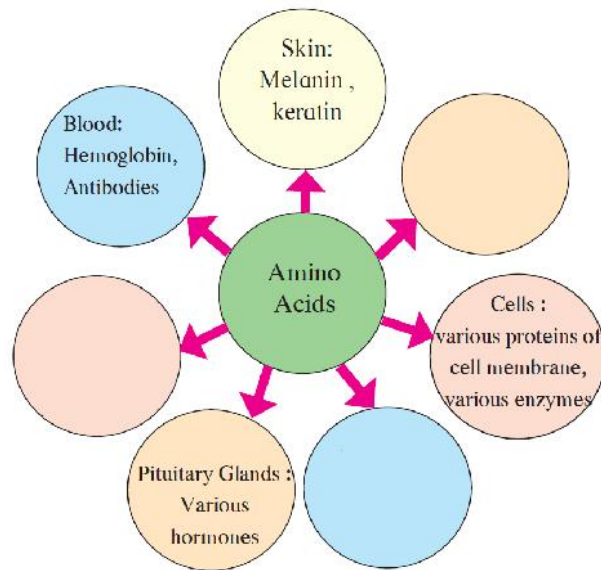 Skin:
Melanin ,
keratin
Blood:
Hemoglobin,
Antibodies
Amino
Acids
Cells :
various proteins of
cell membrane,
various enzymes
Pituitary Glands :
Various
hormones